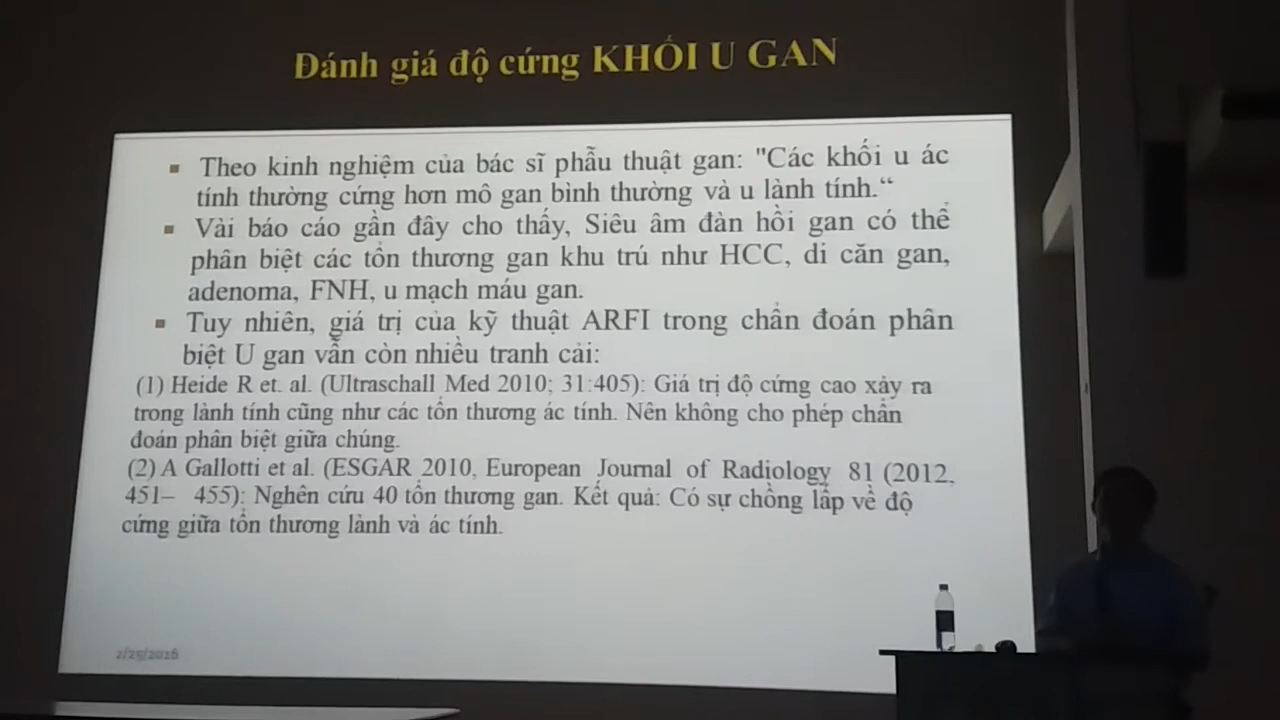 Đánh giá độ cứng KHỐI U GAN
▪ Theo kinh nghiệm của bác sĩ phẫu thuật gan: "Các khối u ác
tính thường cứng hơn mô gan bình thường và u lành tính.“
▪ Vài báo cáo gần đây cho thấy, Siêu âm đàn hồi gan có thể
phân biệt các tổn thương gan khu trú như HCC, di căn gan,
adenoma, FNH, u mạch máu gan.
▪ Tuy nhiên, giá trị của kỹ thuật ARFI trong chẩn đoán phân
biệt U gan vẫn còn nhiều tranh cải:
(1) Heide R et. al. (Ultraschall Med 2010; 31:405): Giá trị độ cứng cao xảy ra
trong lành tính cũng như các tổn thương ác tính. Nên không cho phép chẩn
đoán phân biệt giữa chúng.
(2) A Gallotti et al. (ESGAR 2010, European Journal of Radiology 81 (2012,
451– 455): Nghên cứu 40 tổn thương gan. Kết quả: Có sự chồng lấp về độ
cứng giữa tổn thương lành và ác tính.
2/25/2016